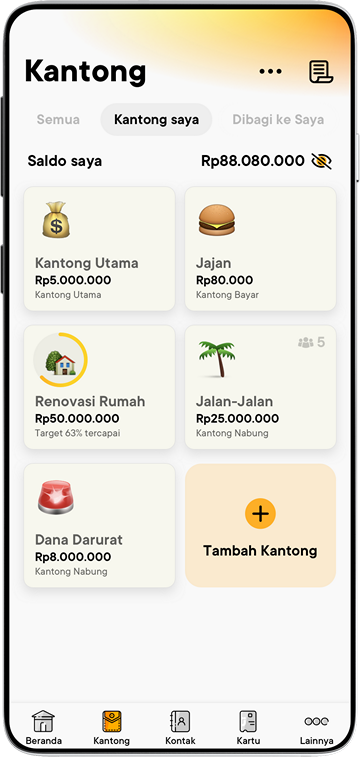 Kantong
Semua
Kantong saya
Dibagi ke Saya
Saldo saya
Rp88.080.000
Kantong Utama
Rp5.000.000
Kantong Utama
Jajan
Rp80.000
Kantong Bayar
Renovasi Rumah
Rp50.000.000
Target 63% tercapai
5
Jalan-Jalan
Rp25.000.000
Kantong Nabung
Dana Darurat
Rp8.000.000
Kantong Nabung
Tambah Kantong
Beranda
Kantong
Kontak
Kartu
Lainnya